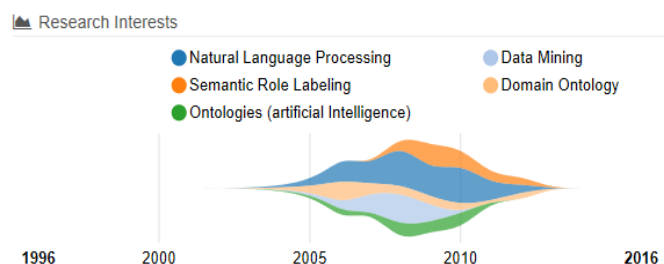 Research Interests
Natural Language Processing
Data Mining
Semantic Role Labeling
Domain Ontology
Ontologies (artificial Intelligence)
1996 2000 2005 2010 2016